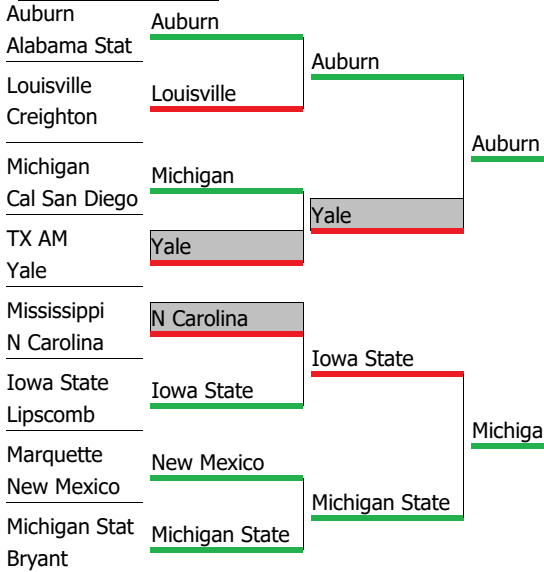 Auburn
Alabama Stat
Louisville
Creighton
Michigan
Cal San Diego
TX AM
Yale
Mississippi
N Carolina
Iowa State
Lipscomb
Marquette
New Mexico
Michigan Stat
Bryant
Auburn
Louisville
Michigan
Yale
N Carolina
Iowa State
New Mexico
Michigan State
Auburn
Yale
Iowa State
Michigan State
Auburn
Michiga